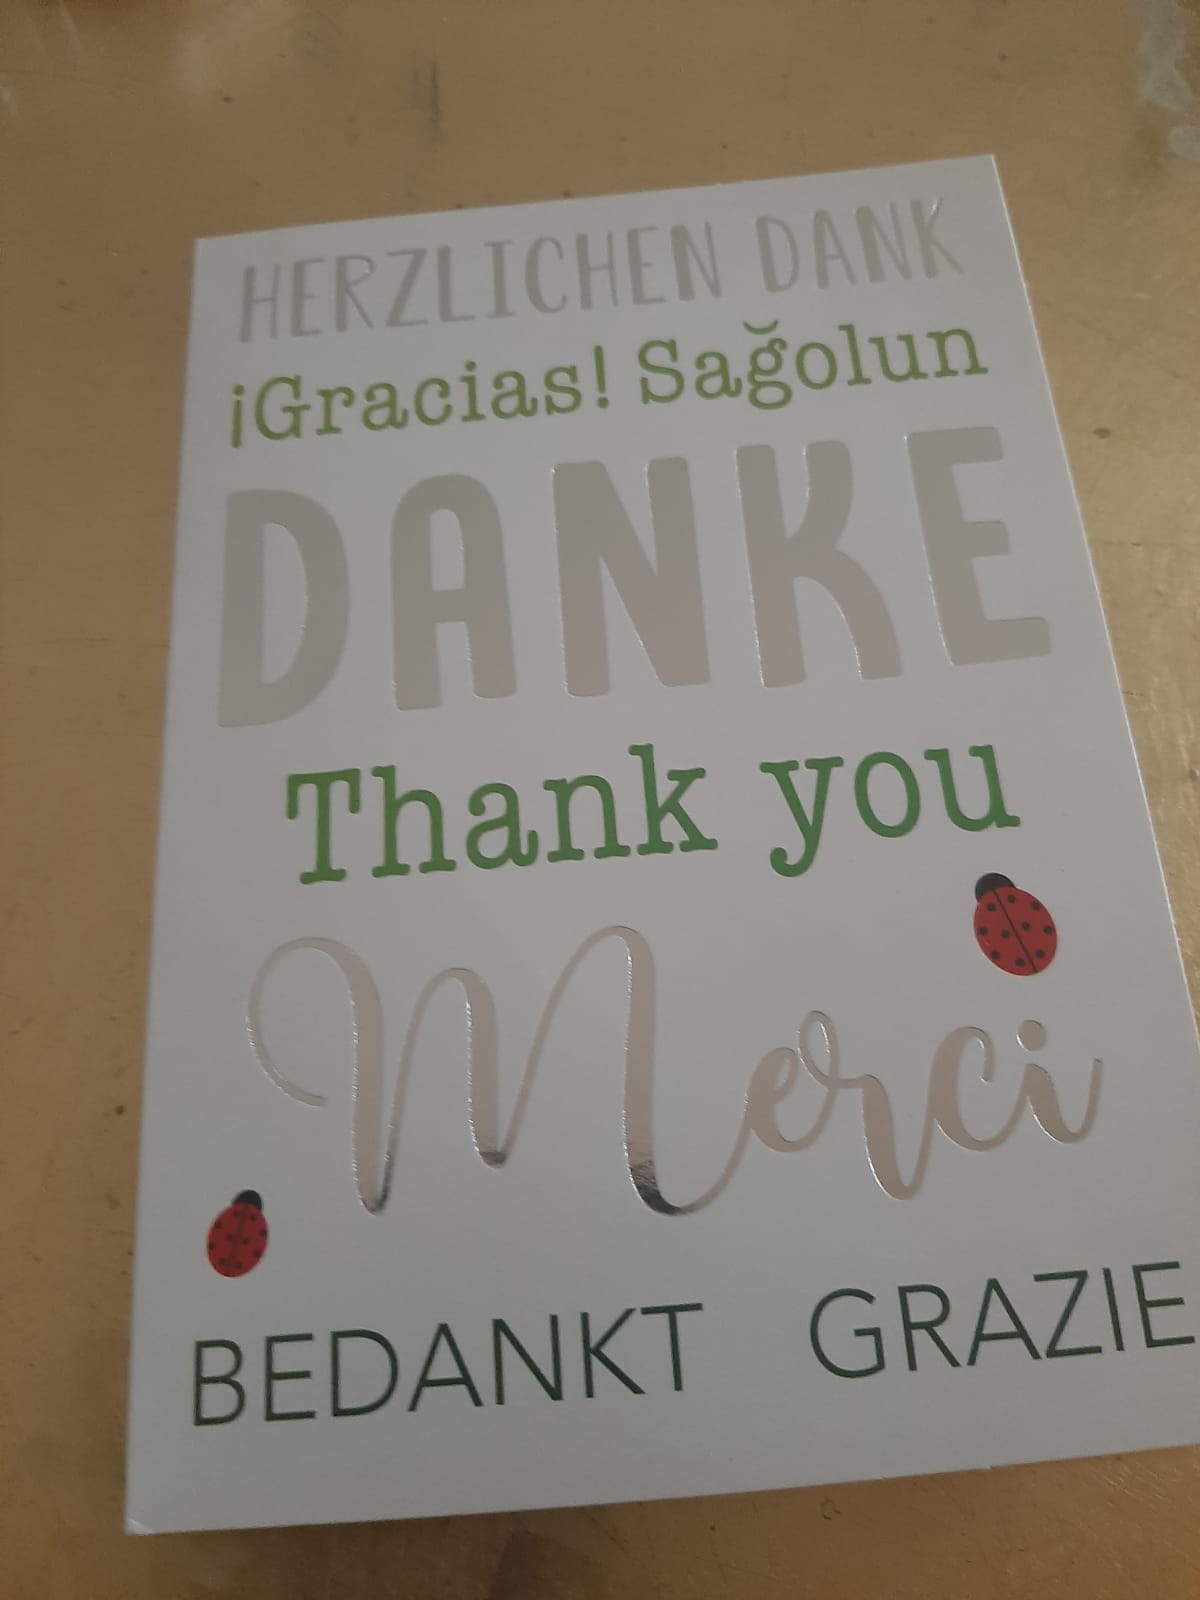 HERZLICHEN DANK
¡Gracias! Sağolun
DANKE
Thank you
Merci
BEDANKT GRAZIE